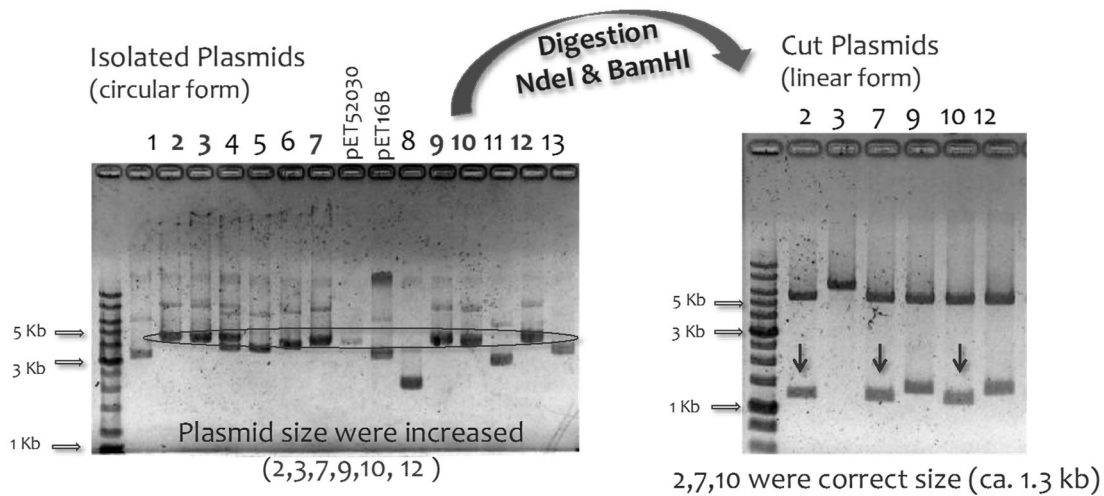 Isolated Plasmids
(circular form)
Digestion
NdeI & BamHI
Cut Plasmids
(linear form)
1 2 3 4 5 6 7 pET52030 pET16B 8 9 10 11 12 13
2 3 7 9 10 12
5 Kb
3 Kb
1 Kb
5 Kb
3 Kb
1 Kb
Plasmid size were increased
(2,3,7,9,10, 12 )
2,7,10 were correct size (ca. 1.3 kb)